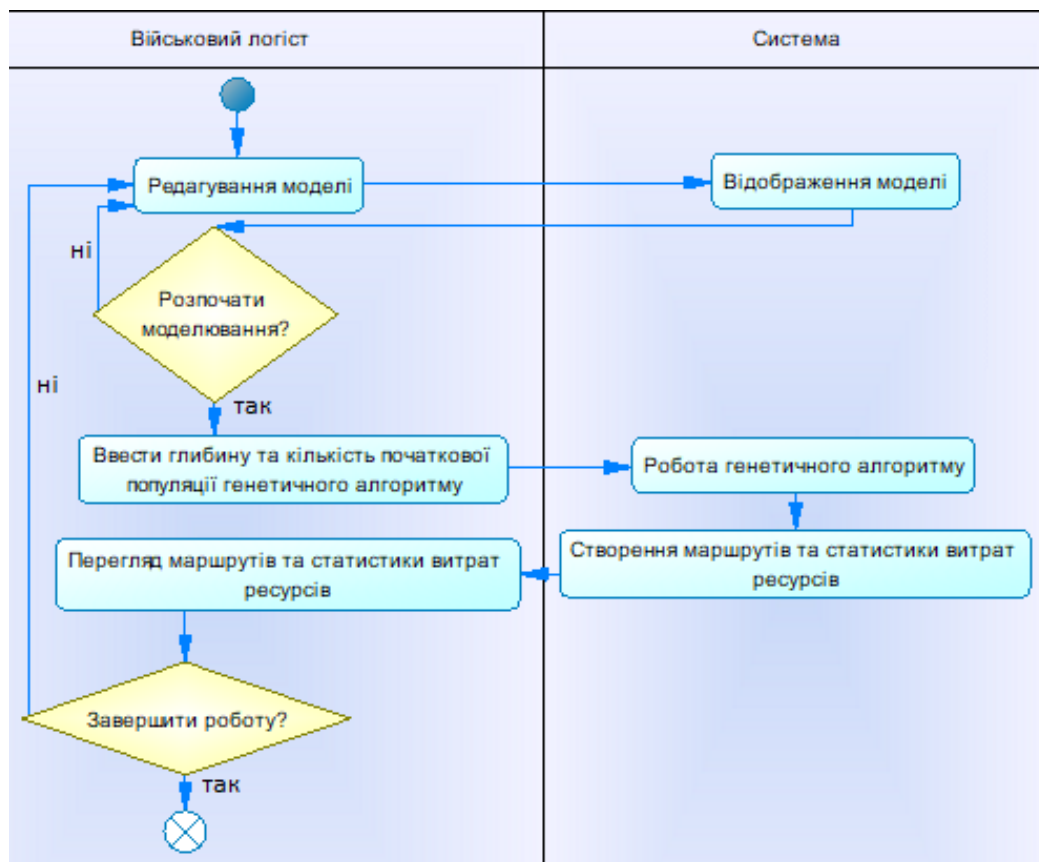 Військовий логіст
Система
Редагування моделі
Відображення моделі
ні
Розпочати
моделювання?
ні
так
Ввести глибину та кількість початкової
популяції генетичного алгоритму
Робота генетичного алгоритму
Перегляд маршрутів та статистики витрат
ресурсів
Створення маршрутів та статистики витрат
ресурсів
Завершити роботу?
так